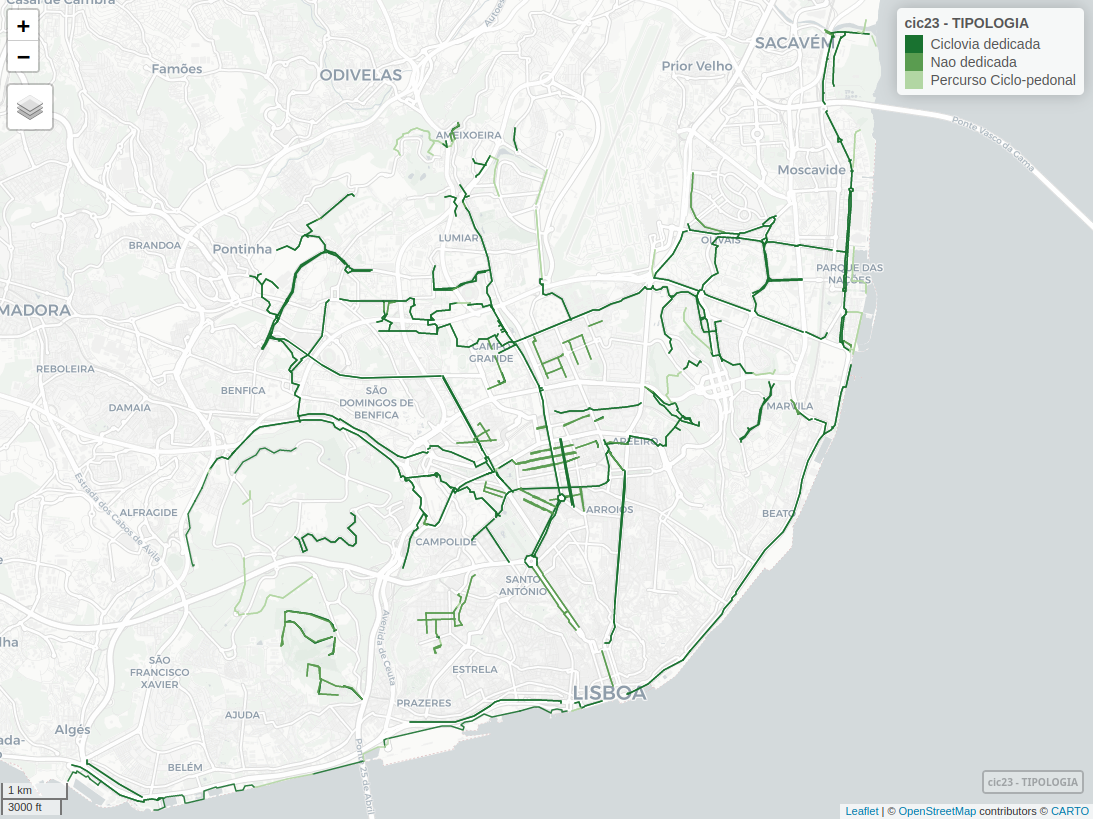 Casal de Cambra
+
−
Famões
ODIVELAS
SACAVÉM
Prior Velho
cic23 - TIPOLOGIA
Ciclovia dedicada
Nao dedicada
Percurso Ciclo-pedonal
Ponte Vasco da Gama
AMEIXOEIRA
Moscavide
BRANDOA
Pontinha
LUMIAR
OLIVAIS
PARQUE DAS
NAÇÕES
MADORA
CAMPO
GRANDE
REBOLEIRA
BENFICA
SÃO
DOMINGOS DE
BENFICA
DAMAIA
MARVILA
AREEIRO
Estrada dos Cabos de Ávila
ALFRAGIDE
ARROIOS
BEATO
CAMPOLIDE
SANTO
ANTÓNIO
Avenida de Ceuta
lha
SÃO
FRANCISCO
XAVIER
ESTRELA
LISBOA
PRAZERES
AJUDA
Algés
ada-
BELÉM
Ponte 25 de Abril
1 km
3000 ft
cic23 - TIPOLOGIA
Leaflet | © OpenStreetMap contributors © CARTO